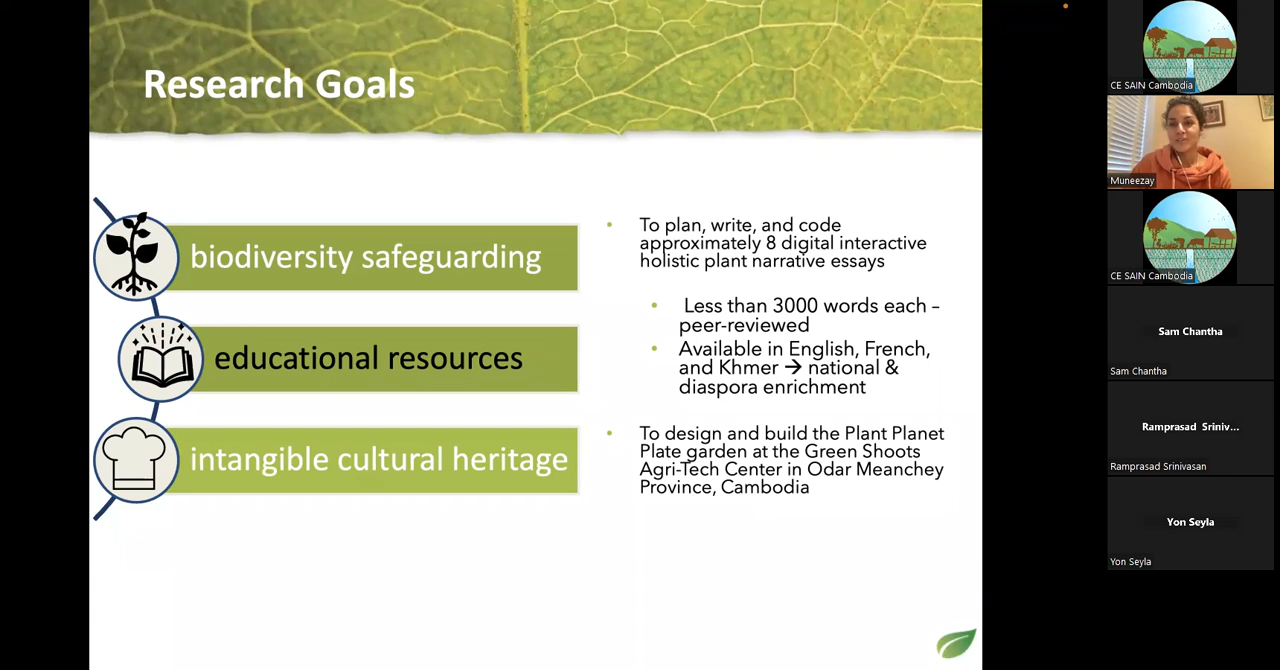 Research Goals
biodiversity safeguarding
educational resources
intangible cultural heritage
• To plan, write, and code
approximately 8 digital interactive
holistic plant narrative essays
• Less than 3000 words each –
peer-reviewed
• Available in English, French,
and Khmer → national &
diaspora enrichment
• To design and build the Plant Planet
Plate garden at the Green Shoots
Agri-Tech Center in Odar Meanchey
Province, Cambodia
CE SAIN Cambodia
Muneezay
CE SAIN Cambodia
Sam Chantha
Sam Chantha
Ramprasad Sriniv...
Ramprasad Srinivasan
Yon Seyla
Yon Seyla